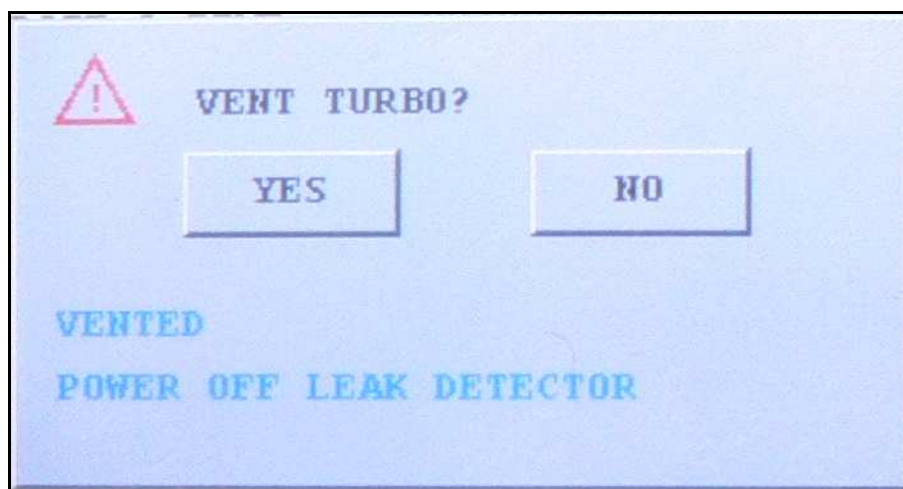 !
VENT TURBO?
YES NO
VENTED
POWER OFF LEAK DETECTOR